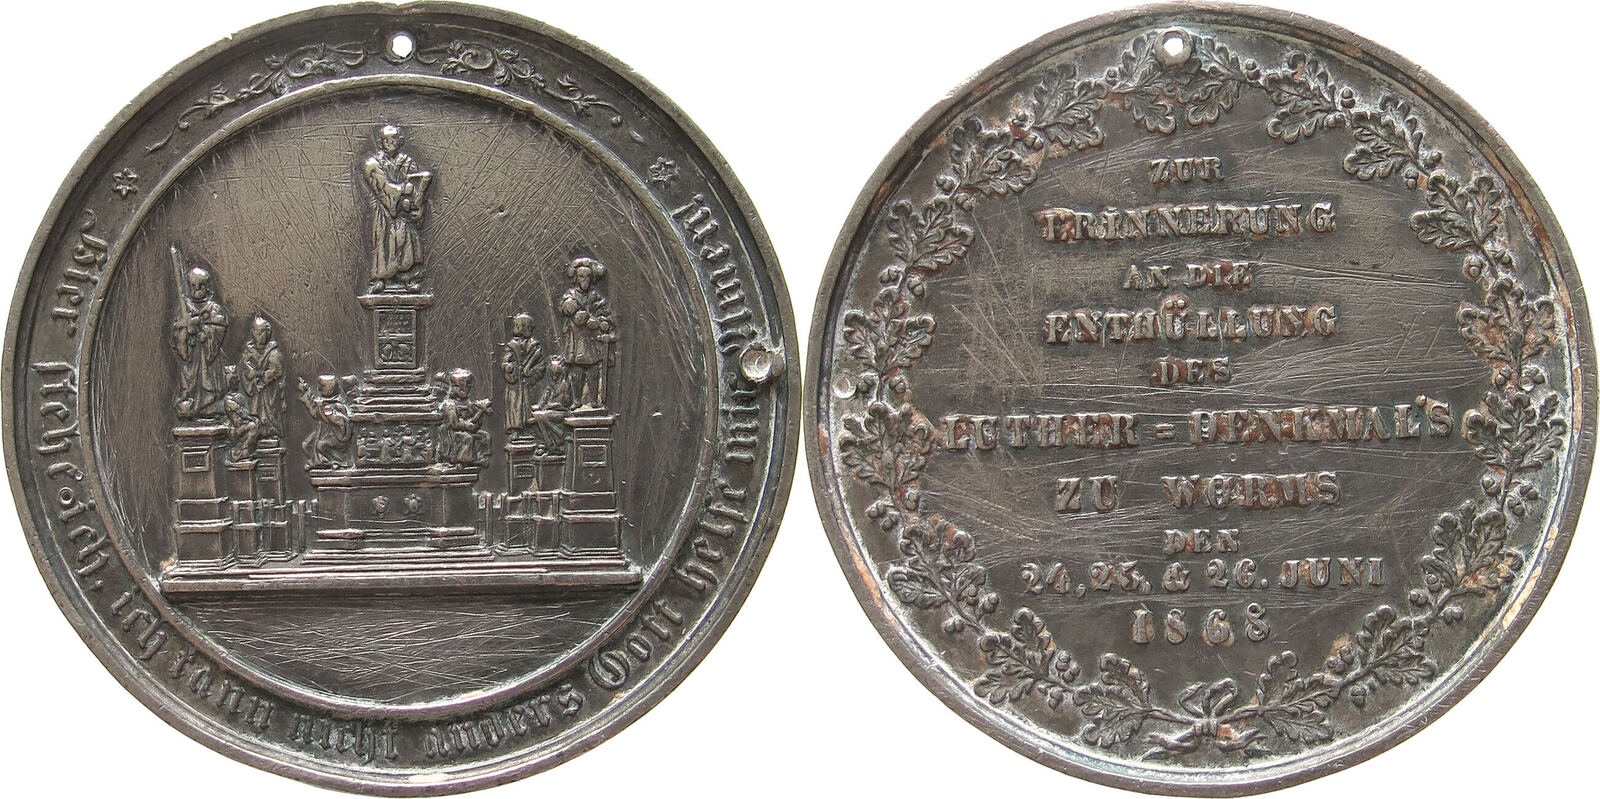 Hier stehe ich, ich kann nicht anders Gott helfe mir Amen!
ZUR
ERINNERUNG
AN DIE
ENTHÜLLUNG
DES
LUTHER=DENKMAL'S
ZU WORMS
DEN
24, 25, & 26. JUNI
1868